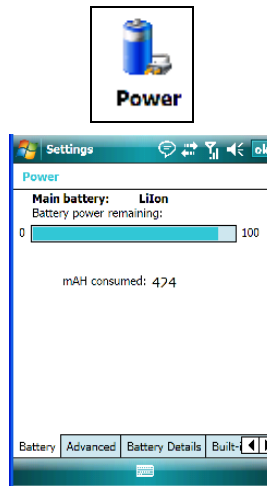 Power
Settings
ok
Power
Main battery: LiIon
Battery power remaining:
0 100
mAH consumed: 474
Battery Advanced Battery Details Built-